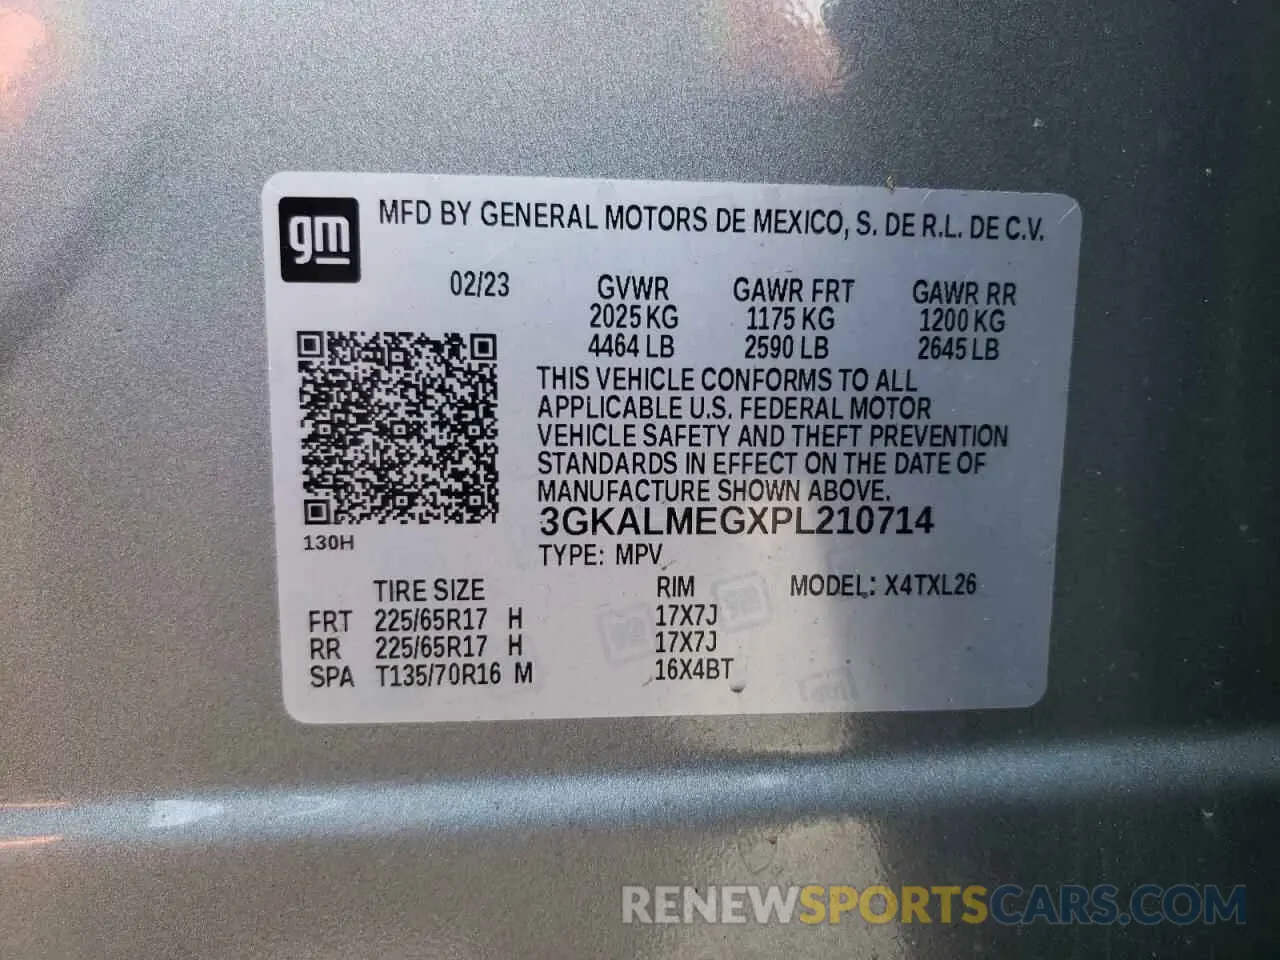 gm
MFD BY GENERAL MOTORS DE MEXICO, S. DE R.L. DE C.V.
02/23 GVWR GAWR FRT GAWR RR
2025 KG 1175 KG 1200 KG
4464 LB 2590 LB 2645 LB
THIS VEHICLE CONFORMS TO ALL
APPLICABLE U.S. FEDERAL MOTOR
VEHICLE SAFETY AND THEFT PREVENTION
STANDARDS IN EFFECT ON THE DATE OF
MANUFACTURE SHOWN ABOVE.
3GKALMEGXPL210714
130H
TYPE: MPV
TIRE SIZE RIM MODEL: X4TXL26
FRT 225/65R17 H 17X7J
RR 225/65R17 H 17X7J
SPA T135/70R16 M 16X4BT
RENEWSPORTSCARS.COM